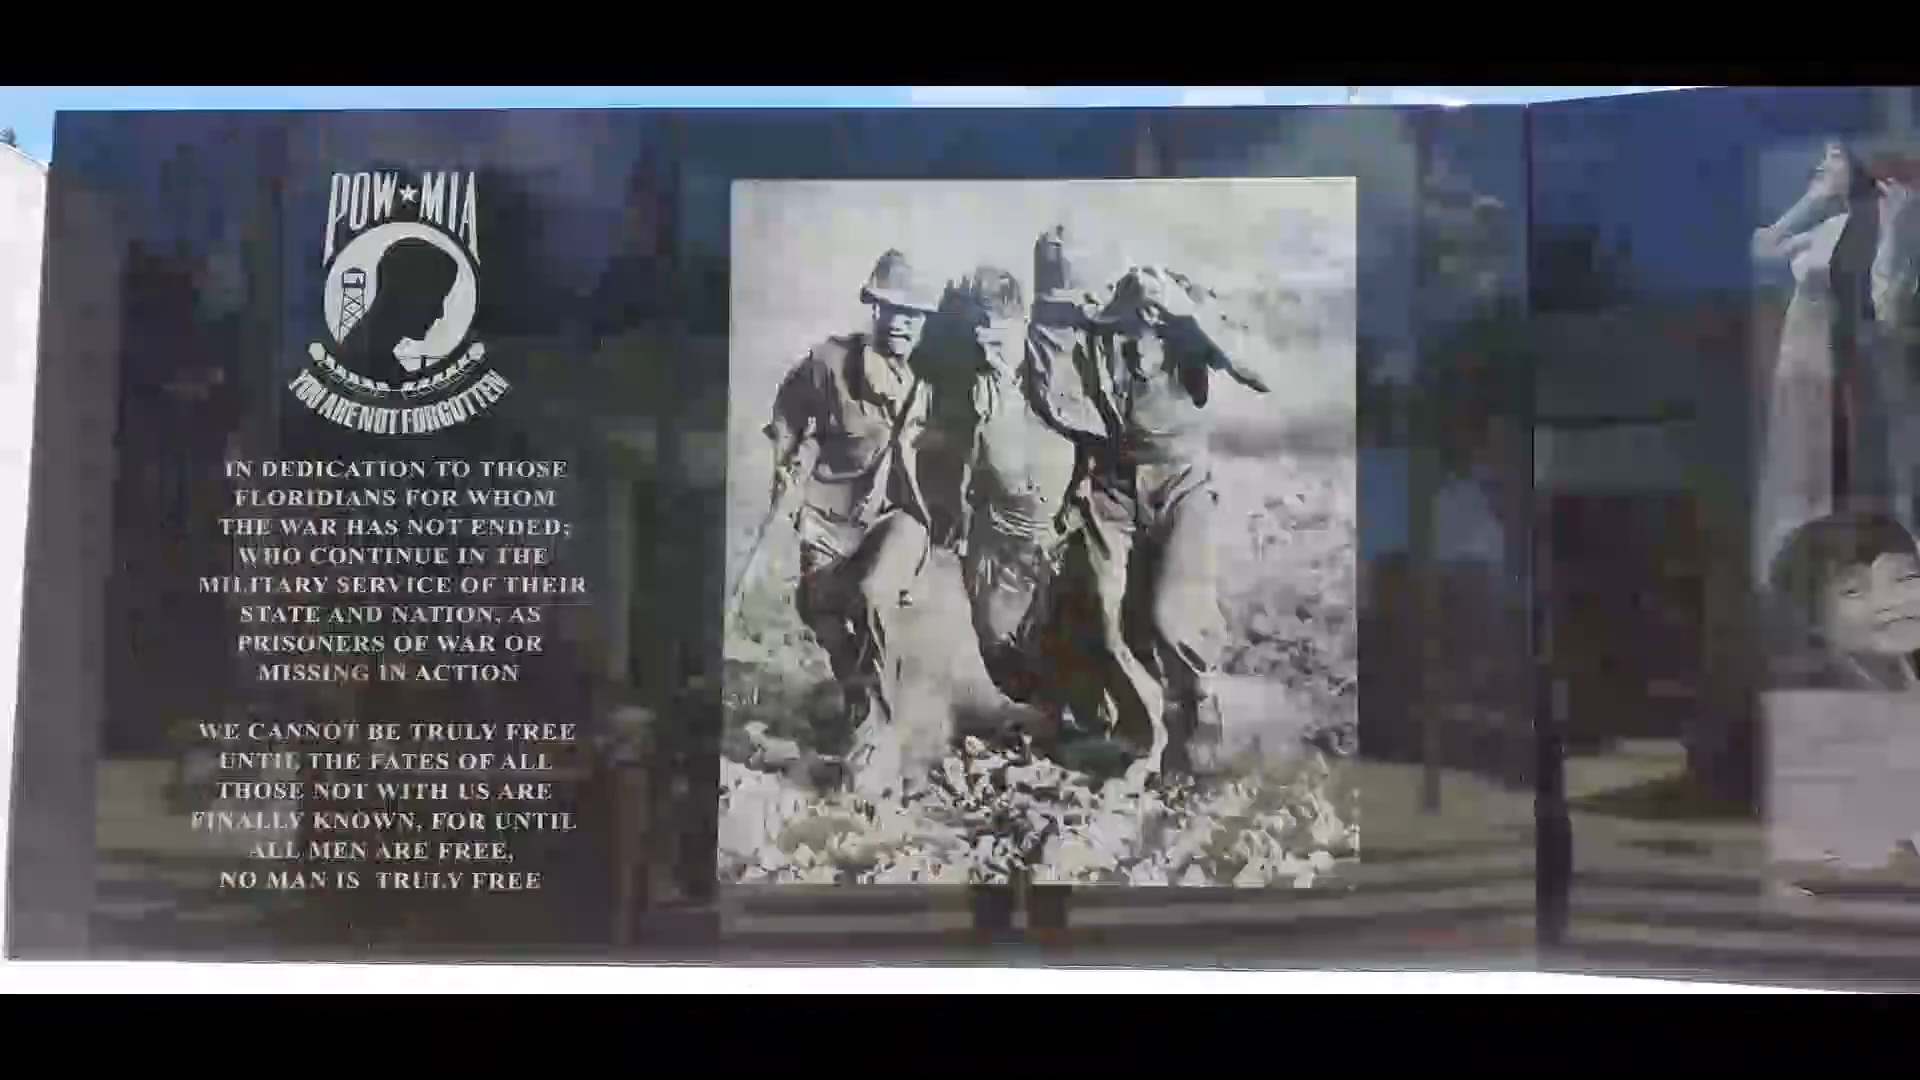 POW★MIA
YOU ARE NOT FORGOTTEN
IN DEDICATION TO THOSE
FLORIDIANS FOR WHOM
THE WAR HAS NOT ENDED;
WHO CONTINUE IN THE
MILITARY SERVICE OF THEIR
STATE AND NATION, AS
PRISONERS OF WAR OR
MISSING IN ACTION
WE CANNOT BE TRULY FREE
UNTIL THE FATES OF ALL
THOSE NOT WITH US ARE
FINALLY KNOWN, FOR UNTIL
ALL MEN ARE FREE,
NO MAN IS TRULY FREE